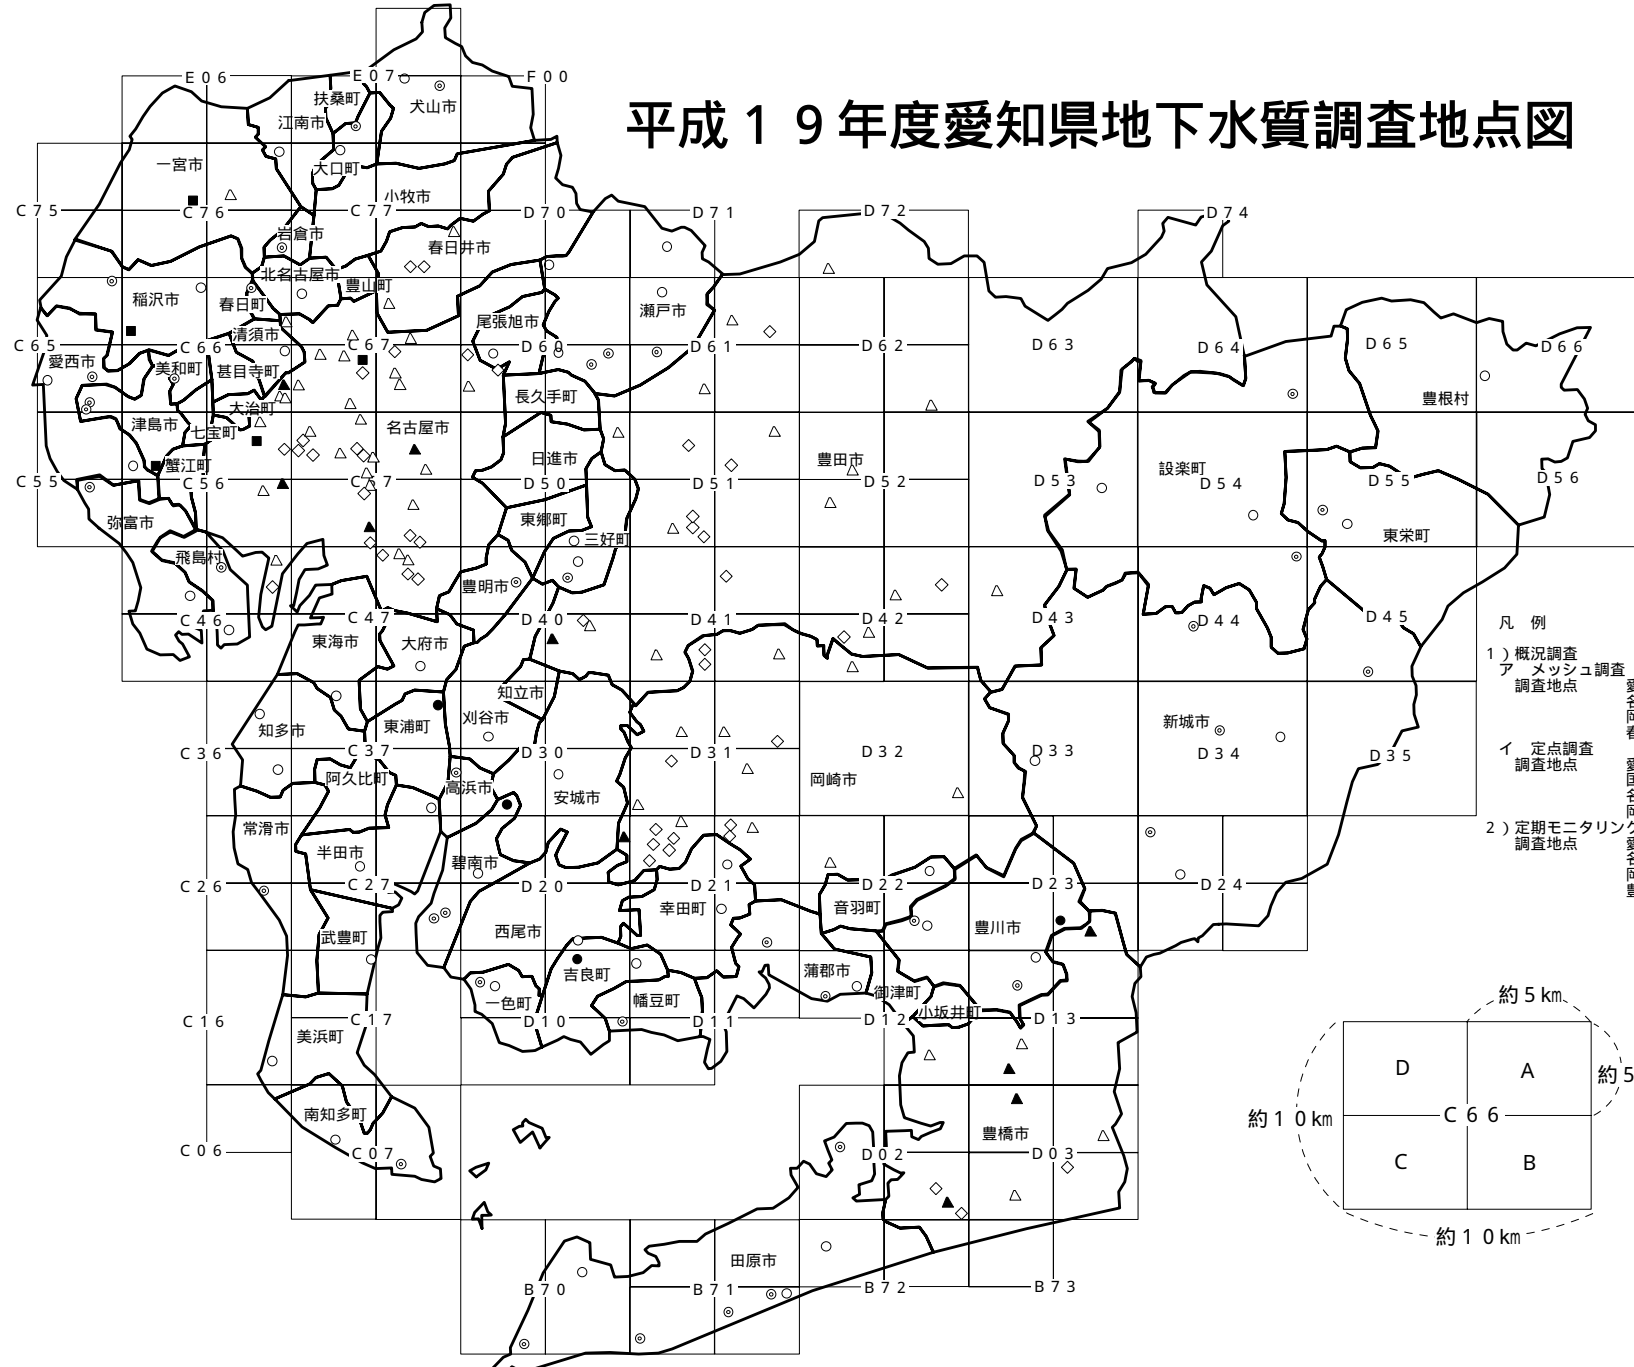 平成１９年度愛知県地下水質調査地点図
Ｅ０６
Ｅ０７
Ｆ００
扶桑町
犬山市
江南市
一宮市
大口町
小牧市
Ｃ７５
Ｃ７６
Ｃ７７
Ｄ７０
Ｄ７１
Ｄ７２
Ｄ７４
岩倉市
春日井市
北名古屋市
豊山町
稲沢市
春日町
瀬戸市
尾張旭市
清須市
Ｃ６５
Ｃ６６
Ｃ６７
Ｄ６０
Ｄ６１
Ｄ６２
Ｄ６３
Ｄ６４
Ｄ６５
Ｄ６６
愛西市
美和町
甚目寺町
長久手町
豊根村
大治町
津島市
七宝町
名古屋市
蟹江町
日進市
豊田市
設楽町
Ｃ５５
Ｃ５６
Ｃ５７
Ｄ５０
Ｄ５１
Ｄ５２
Ｄ５３
Ｄ５４
Ｄ５５
Ｄ５６
弥富市
東郷町
三好町
東栄町
飛島村
豊明市
Ｃ４６
Ｃ４７
Ｄ４０
Ｄ４１
Ｄ４２
Ｄ４３
Ｄ４４
Ｄ４５
東海市
大府市
知立市
知多市
東浦町
刈谷市
新城市
Ｃ３６
Ｃ３７
Ｄ３０
Ｄ３１
Ｄ３２
Ｄ３３
Ｄ３４
Ｄ３５
阿久比町
高浜市
安城市
岡崎市
常滑市
半田市
碧南市
Ｃ２６
Ｃ２７
Ｄ２０
Ｄ２１
Ｄ２２
Ｄ２３
Ｄ２４
幸田町
音羽町
武豊町
西尾市
豊川市
吉良町
蒲郡市
一色町
幡豆町
御津町
小坂井町
Ｃ１６
Ｃ１７
Ｄ１０
Ｄ１１
Ｄ１２
Ｄ１３
美浜町
南知多町
豊橋市
Ｃ０６
Ｃ０７
Ｄ０２
Ｄ０３
田原市
Ｂ７０
Ｂ７１
Ｂ７２
Ｂ７３
凡　例
１）概況調査
ア　メッシュ調査
調査地点　愛
名
岡
春
イ　定点調査
調査地点　愛
国
名
岡
２）定期モニタリング
調査地点　愛
名
岡
豊
約５㎞
Ｄ
Ａ
約５
約１０㎞
Ｃ６６
Ｃ
Ｂ
約１０㎞